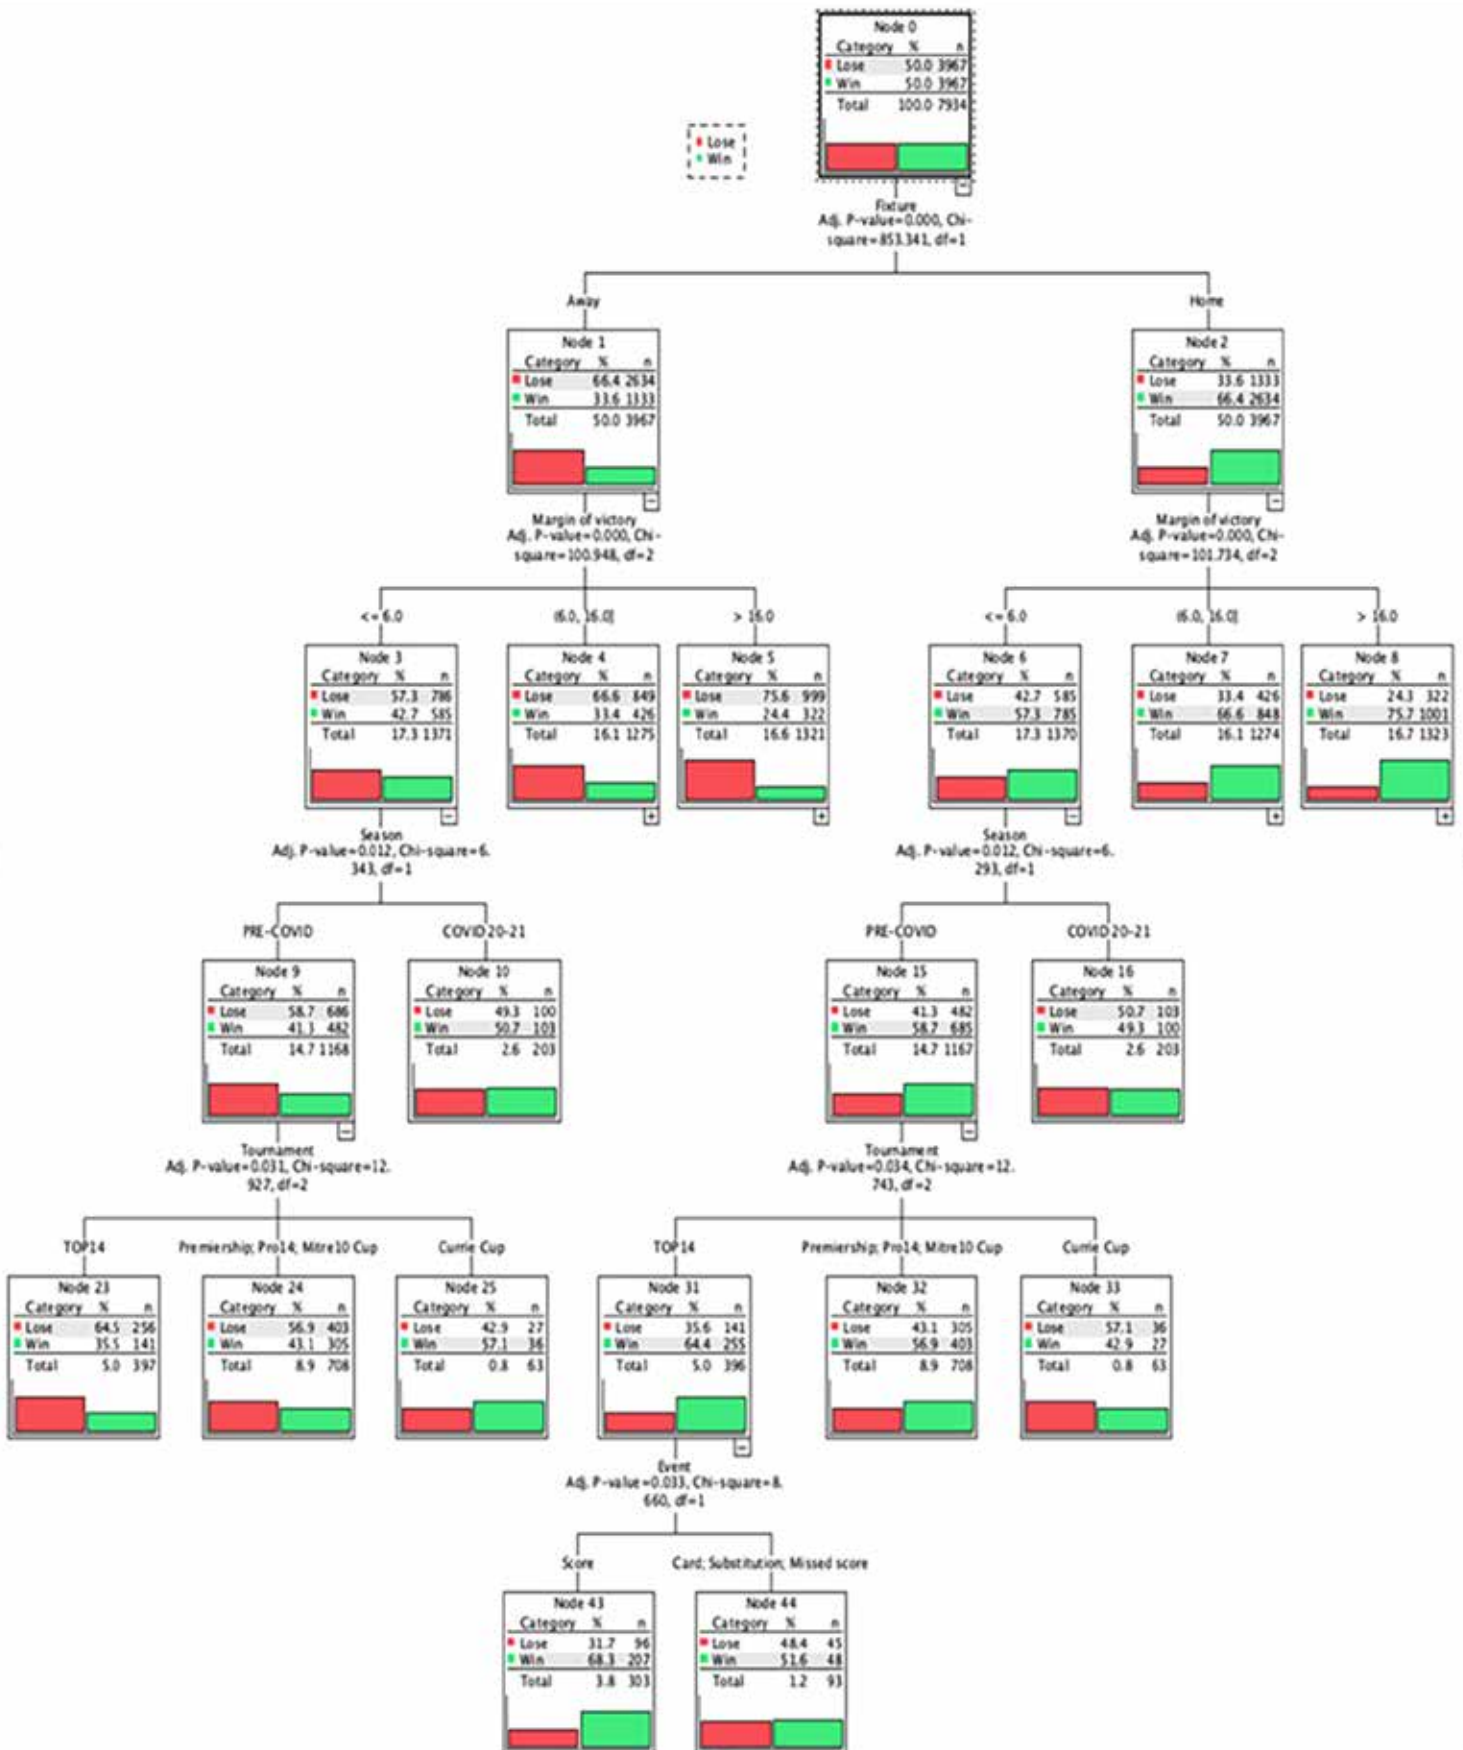 Node 0
Category % n
Lose 50.0 3967
Win 50.0 3967
Total 100.0 7934
Lose
Win
Fixture
Adj. P-value=0.000, Chi-
square=853.341, df=1
Away
Home
Node 1
Category % n
Lose 66.4 2634
Win 33.6 1333
Total 50.0 3967
Node 2
Category % n
Lose 33.6 1333
Win 66.4 2634
Total 50.0 3967
Margin of victory
Adj. P-value=0.000, Chi-
square=100.948, df=2
Margin of victory
Adj. P-value=0.000, Chi-
square=101.734, df=2
<= 6.0
(6.0, 16.0]
> 16.0
<= 6.0
(6.0, 16.0]
> 16.0
Node 3
Category % n
Lose 57.3 786
Win 42.7 585
Total 17.3 1371
Node 4
Category % n
Lose 66.6 849
Win 33.4 426
Total 16.1 1275
Node 5
Category % n
Lose 75.6 999
Win 24.4 322
Total 16.6 1321
Node 6
Category % n
Lose 42.7 585
Win 57.3 785
Total 17.3 1370
Node 7
Category % n
Lose 33.4 426
Win 66.6 848
Total 16.1 1274
Node 8
Category % n
Lose 24.3 322
Win 75.7 1001
Total 16.7 1323
Season
Adj. P-value=0.012, Chi-square=6.
343, df=1
Season
Adj. P-value=0.012, Chi-square=6.
293, df=1
PRE-COVID
COVID 20-21
PRE-COVID
COVID 20-21
Node 9
Category % n
Lose 58.7 686
Win 41.3 482
Total 14.7 1168
Node 10
Category % n
Lose 49.3 100
Win 50.7 103
Total 2.6 203
Node 15
Category % n
Lose 41.3 482
Win 58.7 685
Total 14.7 1167
Node 16
Category % n
Lose 50.7 103
Win 49.3 100
Total 2.6 203
Tournament
Adj. P-value=0.031, Chi-square=12.
927, df=2
Tournament
Adj. P-value=0.034, Chi-square=12.
743, df=2
TOP14
Premiership; Pro14; Mitre10 Cup
Currie Cup
TOP14
Premiership; Pro14; Mitre10 Cup
Currie Cup
Node 23
Category % n
Lose 64.5 256
Win 35.5 141
Total 5.0 397
Node 24
Category % n
Lose 56.9 403
Win 43.1 305
Total 8.9 708
Node 25
Category % n
Lose 42.9 27
Win 57.1 36
Total 0.8 63
Node 31
Category % n
Lose 35.6 141
Win 64.4 255
Total 5.0 396
Node 32
Category % n
Lose 43.1 305
Win 56.9 403
Total 8.9 708
Node 33
Category % n
Lose 57.1 36
Win 42.9 27
Total 0.8 63
Event
Adj. P-value=0.033, Chi-square=8.
660, df=1
Score
Card; Substitution; Missed score
Node 43
Category % n
Lose 31.7 96
Win 68.3 207
Total 3.8 303
Node 44
Category % n
Lose 48.4 45
Win 51.6 48
Total 1.2 93